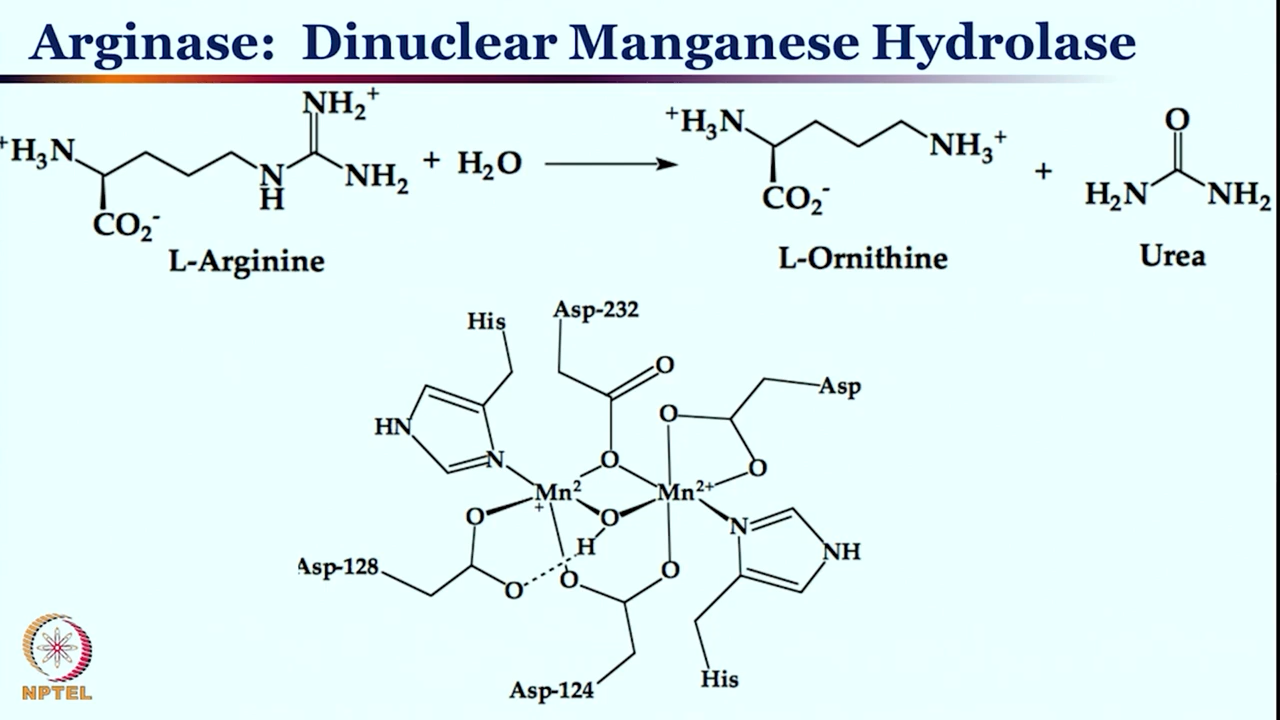 Arginase: Dinuclear Manganese Hydrolase
NH₂⁺
⁺H₃N
N
H
NH₂
CO₂⁻
L-Arginine
+ H₂O
⁺H₃N
NH₃⁺
CO₂⁻
L-Ornithine
+
O
H₂N
NH₂
Urea
His
Asp-232
O
Asp
HN
N
O
O
O
Mn²⁺
Mn²⁺
O
O
H
N
NH
Asp-128
O
O
O
Asp-124
His
NPTEL